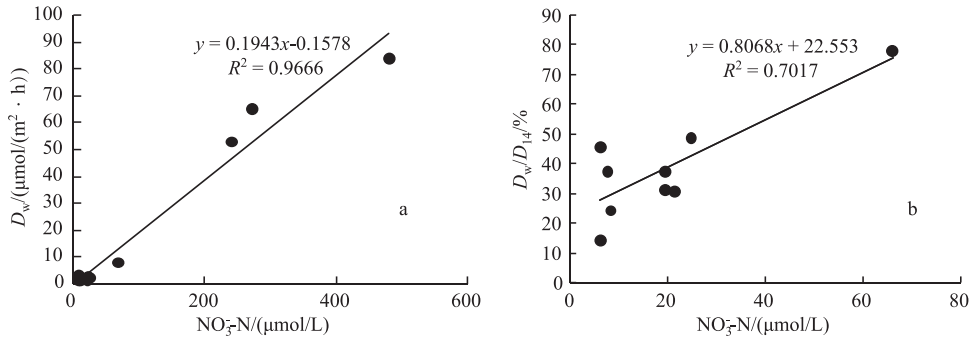 100
90
80
70
60
50
40
30
20
10
0
D_w/(μmol/(m²·h))
y = 0.1943x-0.1578
R² = 0.9666
a
0 200 400 600
NO₃⁻-N/(μmol/L)
90
80
70
60
50
40
30
20
10
0
D_w/D₁₄/%
y = 0.8068x + 22.553
R² = 0.7017
b
0 20 40 60 80
NO₃⁻-N/(μmol/L)